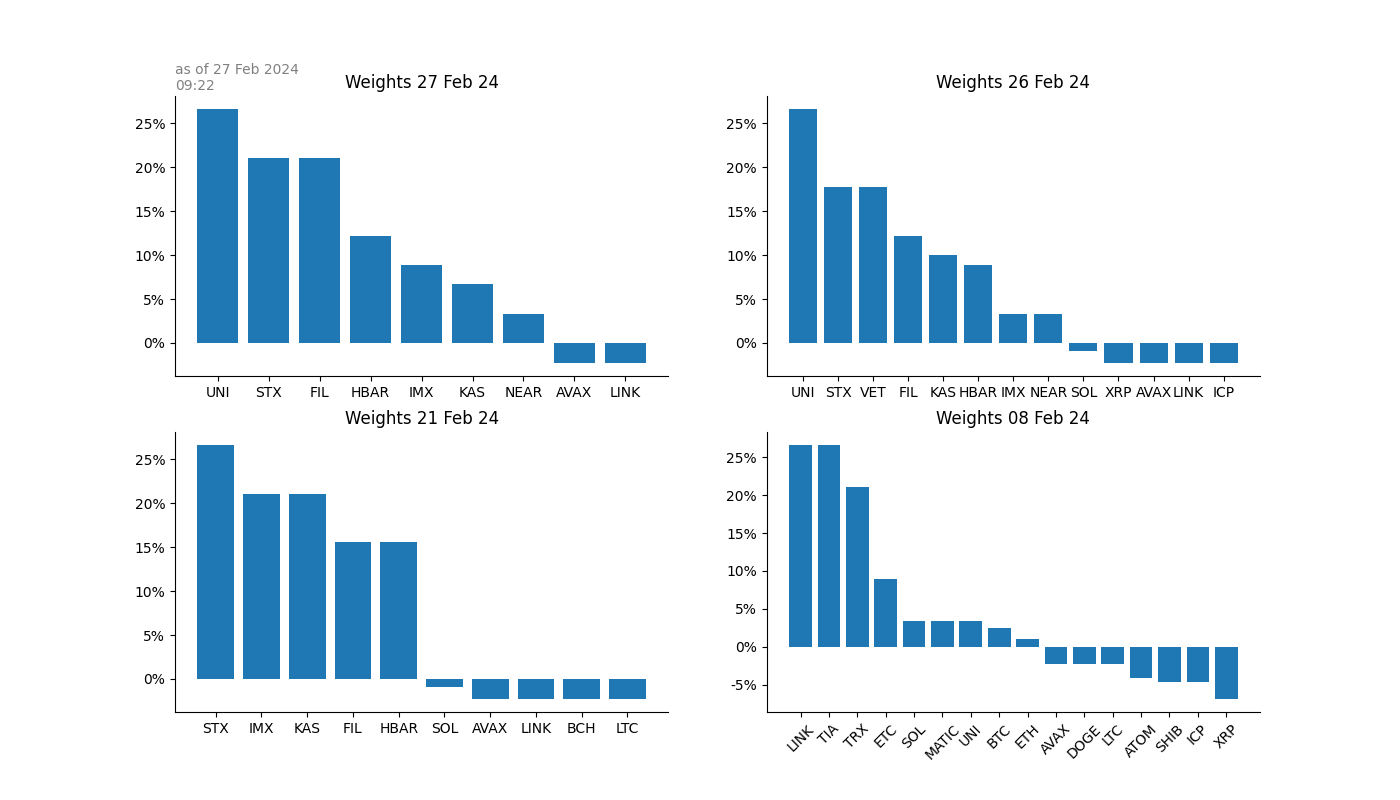 as of 27 Feb 2024
09:22
Weights 27 Feb 24
25%
20%
15%
10%
5%
0%
UNI STX FIL HBAR IMX KAS NEAR AVAX LINK
Weights 26 Feb 24
25%
20%
15%
10%
5%
0%
UNI STX VET FIL KAS HBAR IMX NEAR SOL XRP AVAX LINK ICP
Weights 21 Feb 24
25%
20%
15%
10%
5%
0%
STX IMX KAS FIL HBAR SOL AVAX LINK BCH LTC
Weights 08 Feb 24
25%
20%
15%
10%
5%
0%
-5%
LINK TIA TRX ETC SOL MATIC UNI BTC ETH AVAX DOGE LTC ATOM SHIB ICP XRP